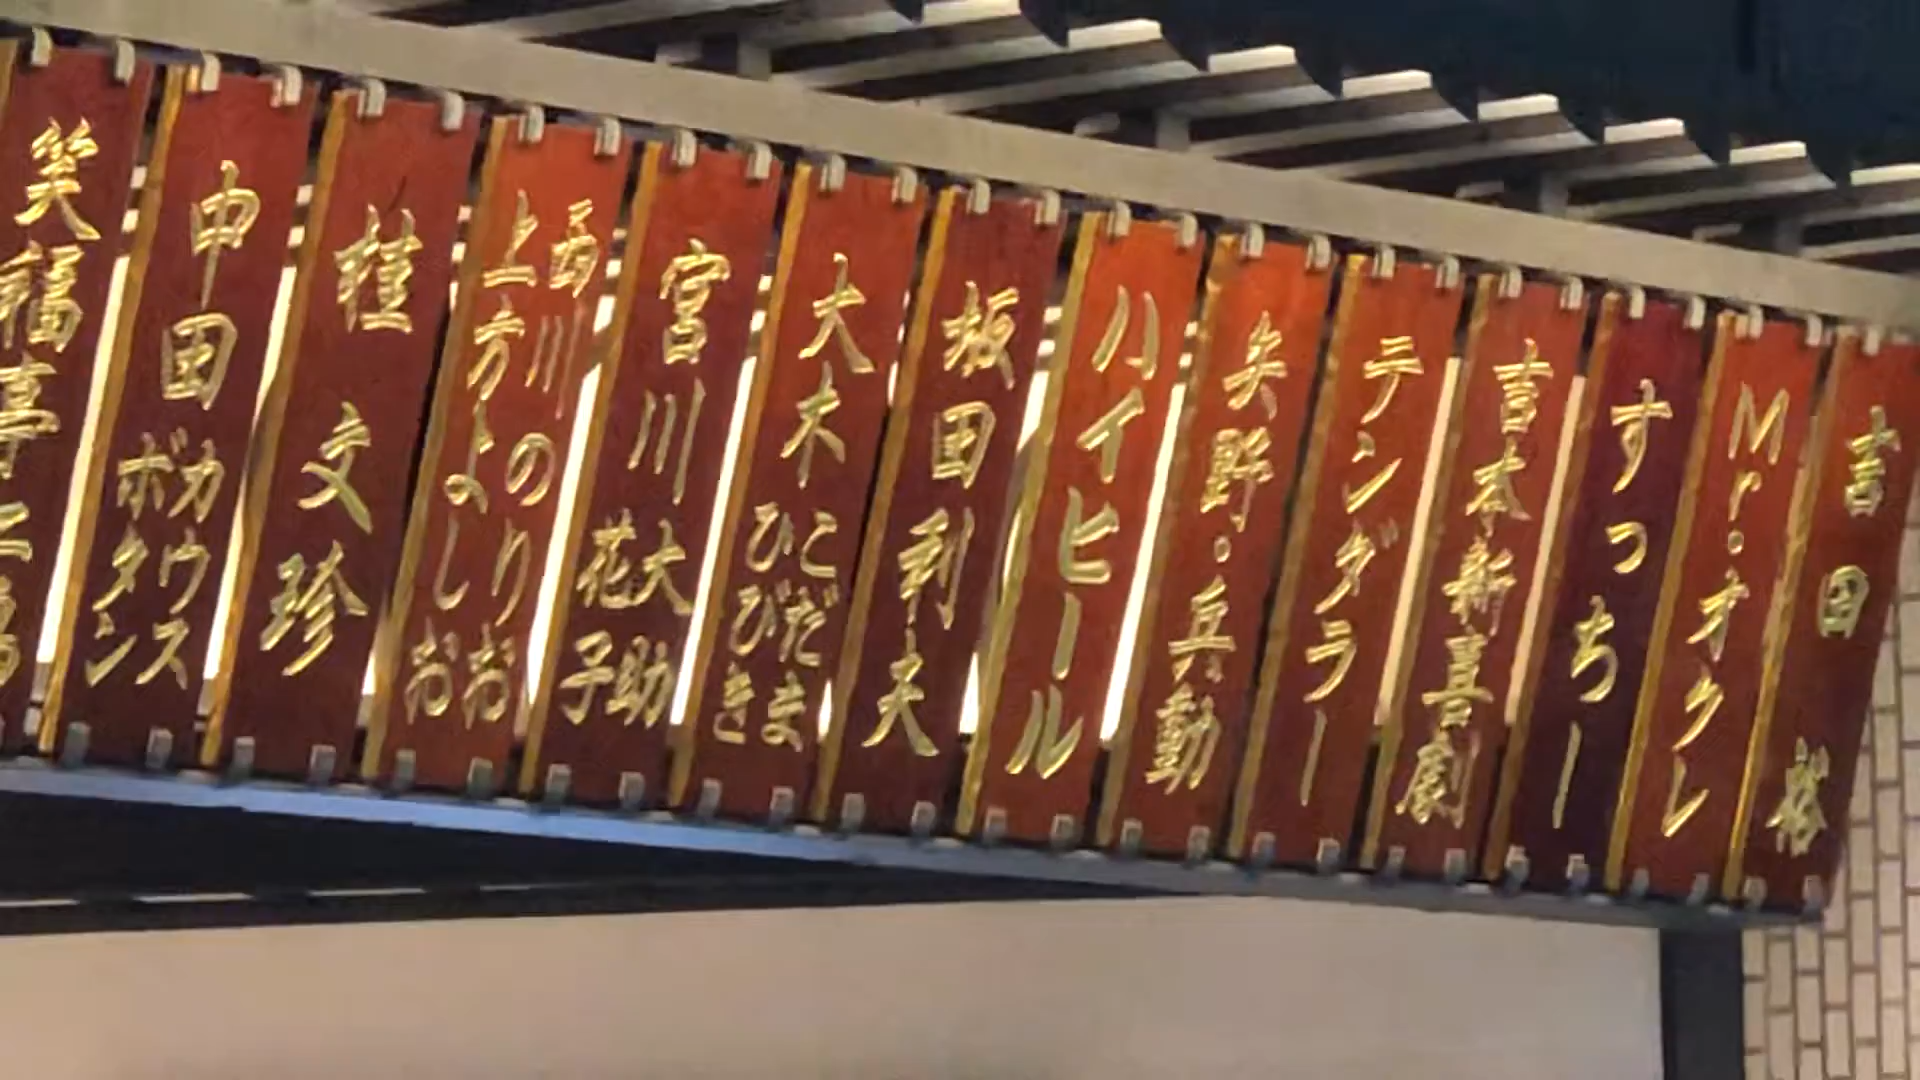 吉田 裕
Mr.オクレ
すっちー
吉本新喜劇
テンダラー
矢野・兵動
ハイヒール
坂田利夫
大木
こだま
ひびき
宮川
大助
花子
西川のりお
上方よしお
桂 文珍
中田
カウス
ボタン
笑福亭